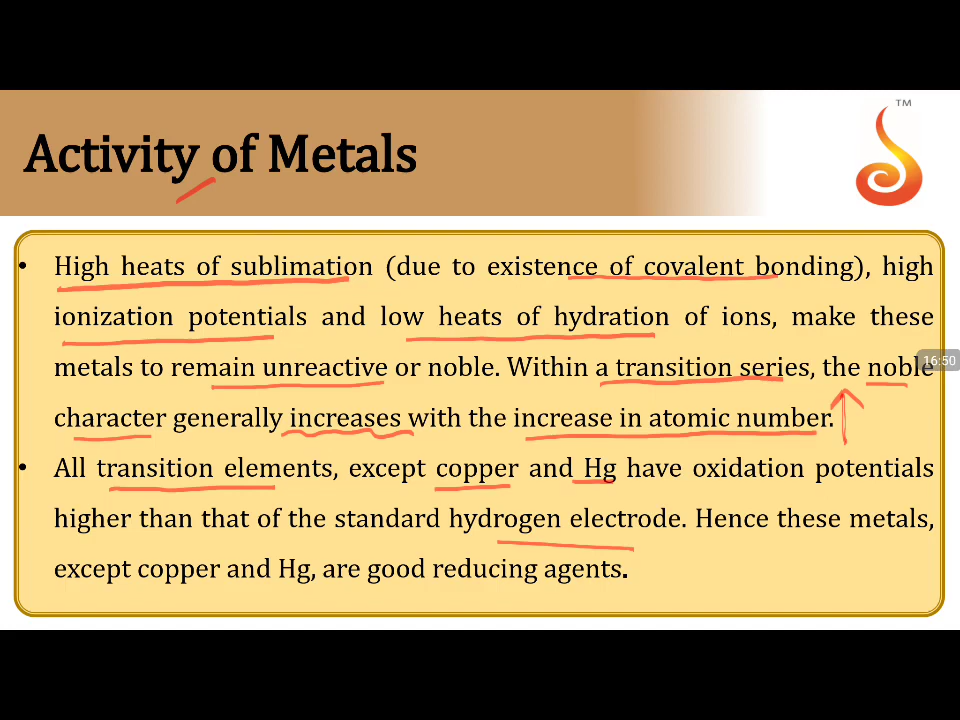 TM
Activity of Metals
• High heats of sublimation (due to existence of covalent bonding), high
ionization potentials and low heats of hydration of ions, make these
metals to remain unreactive or noble. Within a transition series, the noble
16:50
character generally increases with the increase in atomic number.
• All transition elements, except copper and Hg have oxidation potentials
higher than that of the standard hydrogen electrode. Hence these metals,
except copper and Hg, are good reducing agents.